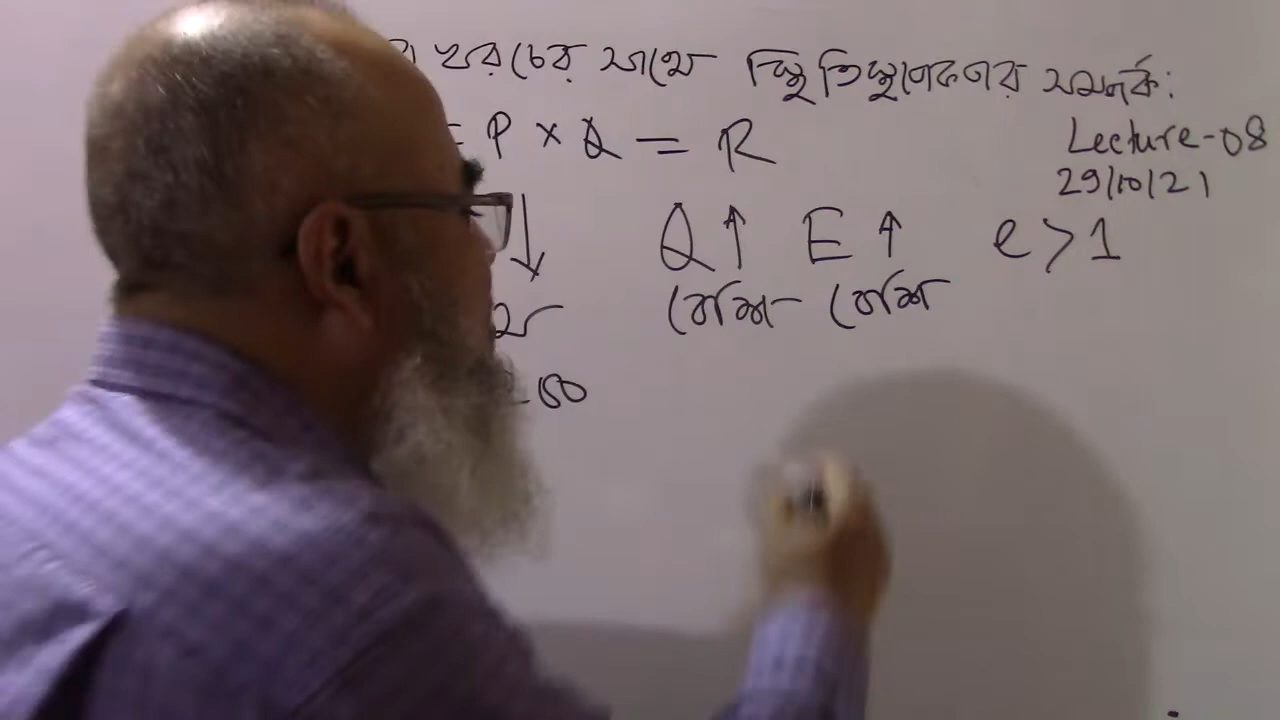 খরচের সাথে স্থিতিস্থাপকতার সম্পর্ক:
= P × Q = R
Lecture-08
29/10/21
↓ Q↑ E↑ e>1
বেশি- বেশি